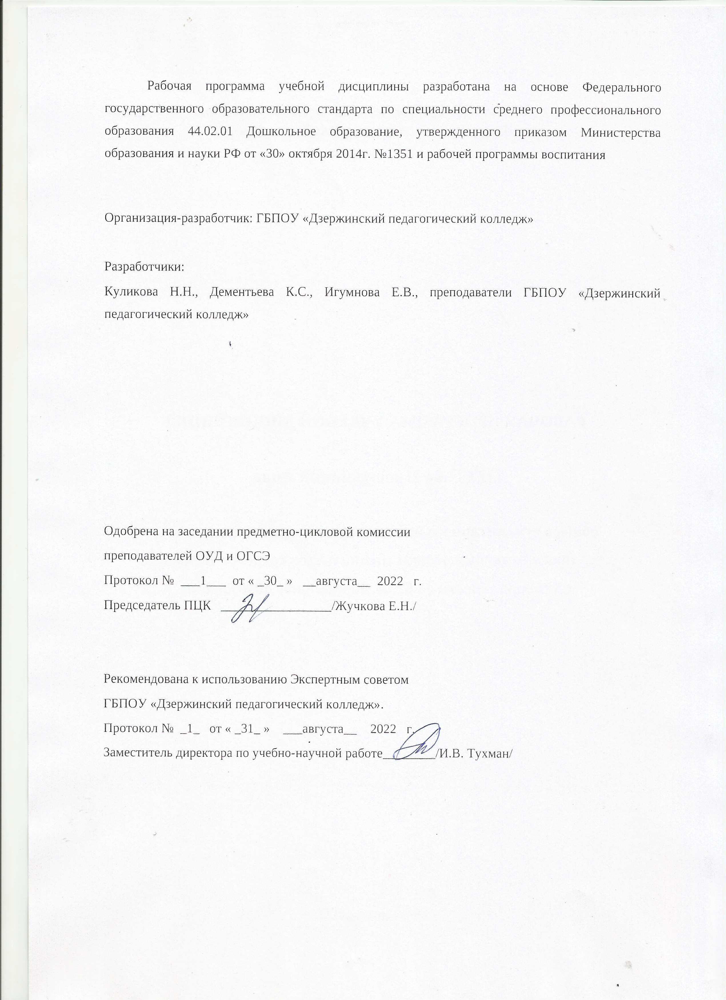 Рабочая программа учебной дисциплины разработана на основе Федерального
государственного образовательного стандарта по специальности среднего профессионального
образования 44.02.01 Дошкольное образование, утвержденного приказом Министерства
образования и науки РФ от «30» октября 2014г. №1351 и рабочей программы воспитания
Организация-разработчик: ГБПОУ «Дзержинский педагогический колледж»
Разработчики:
Куликова Н.Н., Дементьева К.С., Игумнова Е.В., преподаватели ГБПОУ «Дзержинский
педагогический колледж»
Одобрена на заседании предметно-цикловой комиссии
преподавателей ОУД и ОГСЭ
Протокол № ___1___ от « _30_ » __августа__ 2022 г.
Председатель ПЦК _________________/Жучкова Е.Н./
Рекомендована к использованию Экспертным советом
ГБПОУ «Дзержинский педагогический колледж».
Протокол № _1_ от « _31_ » ___августа__ 2022 г.
Заместитель директора по учебно-научной работе________/И.В. Тухман/